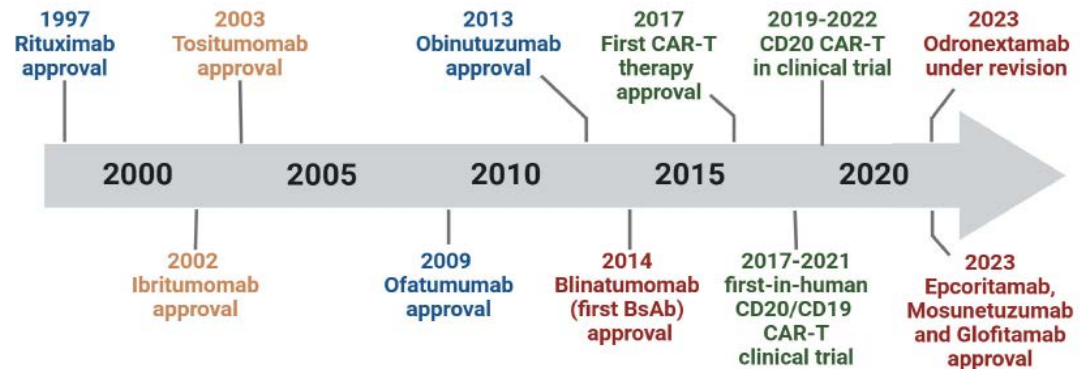 1997
Rituximab
approval
2003
Tositumomab
approval
2013
Obinutuzumab
approval
2017
First CAR-T
therapy
approval
2019-2022
CD20 CAR-T
in clinical trial
2023
Odronextamab
under revision
2000
2005
2010
2015
2020
2002
Ibritumomab
approval
2009
Ofatumumab
approval
2014
Blinatumomab
(first BsAb)
approval
2017-2021
first-in-human
CD20/CD19
CAR-T
clinical trial
2023
Epcoritamab,
Mosunetuzumab
and Glofitamab
approval